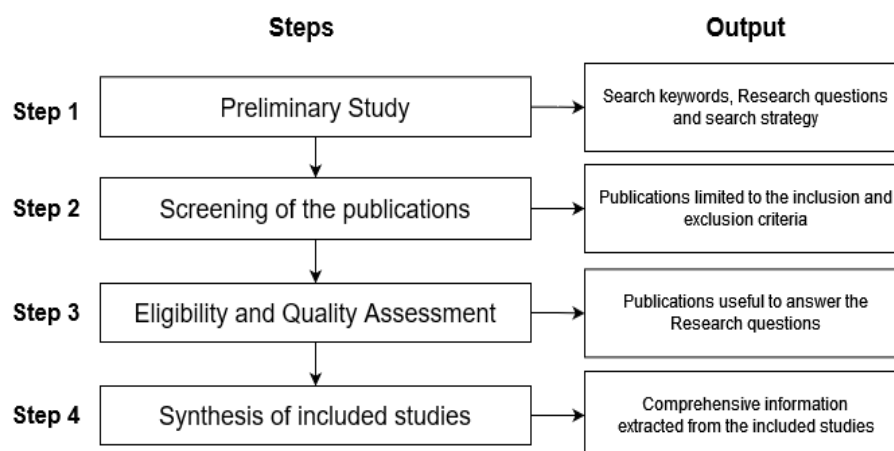 Steps
Output
Step 1
Preliminary Study
Search keywords, Research questions
and search strategy
Step 2
Screening of the publications
Publications limited to the inclusion and
exclusion criteria
Step 3
Eligibility and Quality Assessment
Publications useful to answer the
Research questions
Step 4
Synthesis of included studies
Comprehensive information
extracted from the included studies